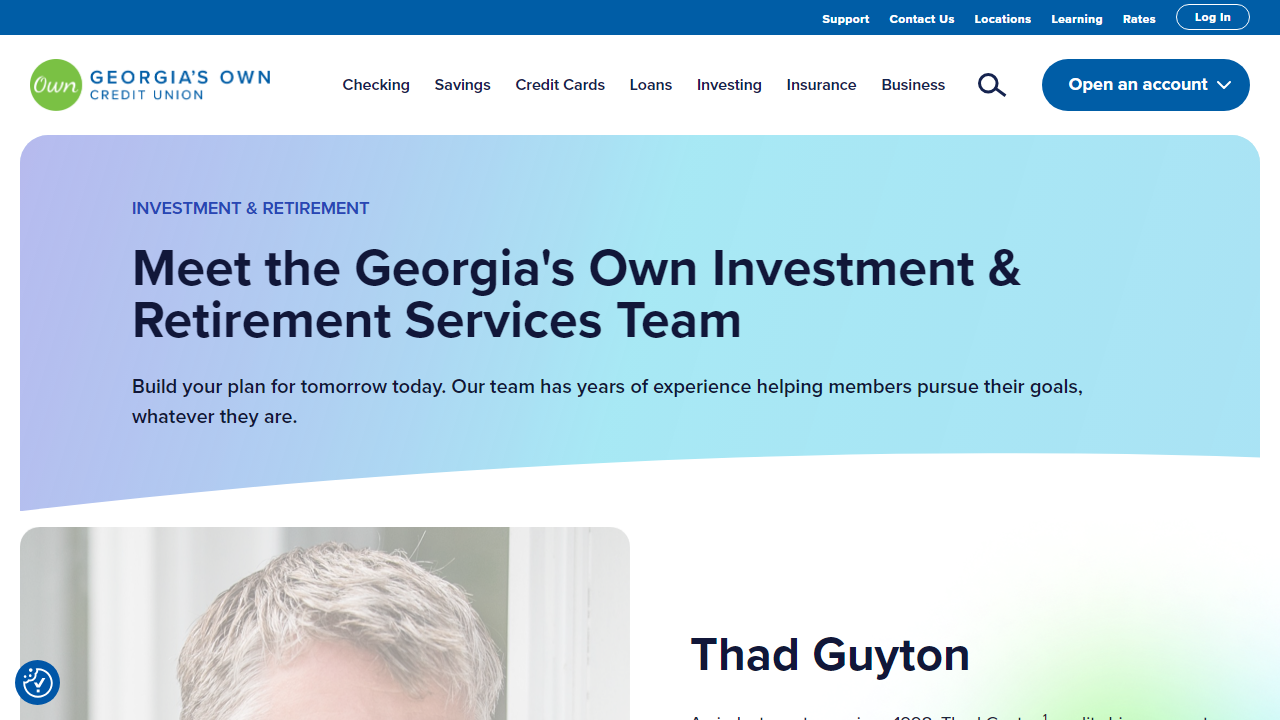 Support Contact Us Locations Learning Rates Log In
Own GEORGIA'S OWN
CREDIT UNION
Checking Savings Credit Cards Loans Investing Insurance Business Open an account
INVESTMENT & RETIREMENT
Meet the Georgia's Own Investment &
Retirement Services Team
Build your plan for tomorrow today. Our team has years of experience helping members pursue their goals,
whatever they are.
Thad Guyton